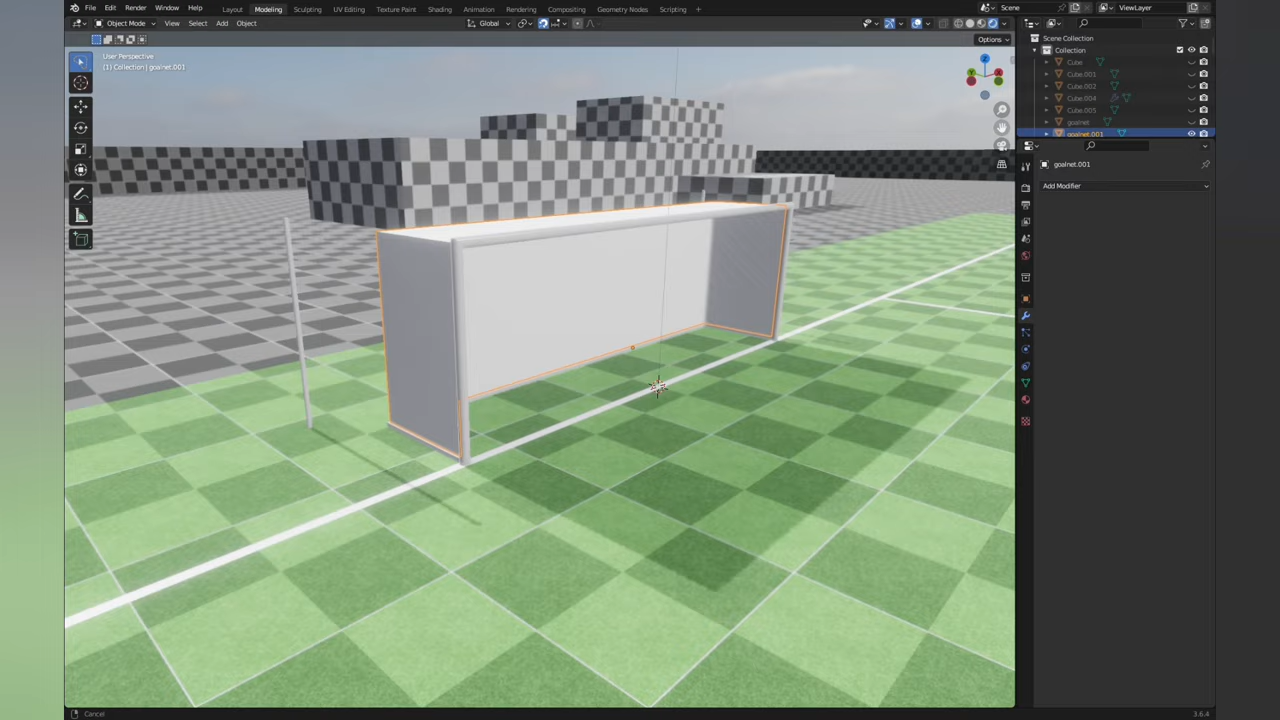 File Edit Render Window Help
Layout Modeling Sculpting UV Editing Texture Paint Shading Animation Rendering Compositing Geometry Nodes Scripting +
Scene
ViewLayer
Object Mode View Select Add Object
Global
Options
User Perspective
(1) Collection | goalnet.001
Scene Collection
Collection
Cube
Cube.001
Cube.002
Cube.004
Cube.005
goalnet
goalnet.001
goalnet.001
Add Modifier
Cancel
3.6.4